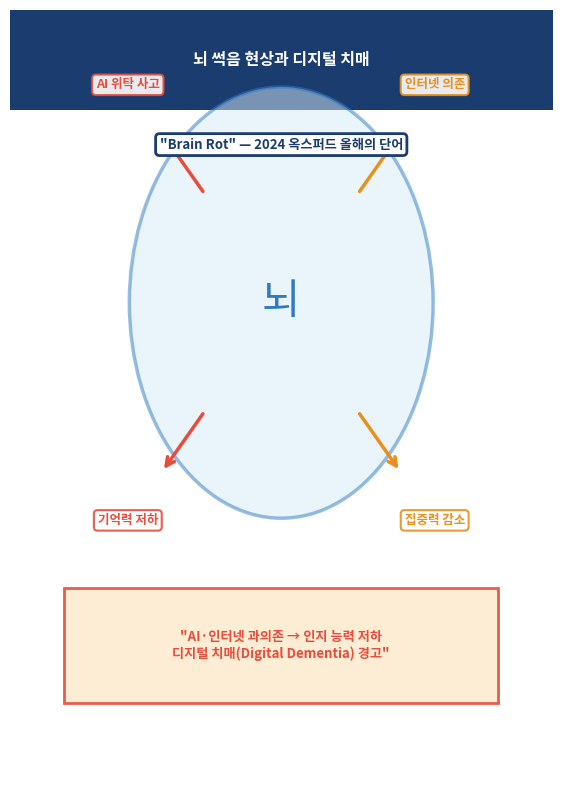 뇌 썩음 현상과 디지털 치매
AI 위탁 사고
인터넷 의존
"Brain Rot" — 2024 옥스퍼드 올해의 단어
뇌
기억력 저하
집중력 감소
"AI·인터넷 과의존 → 인지 능력 저하
디지털 치매(Digital Dementia) 경고"